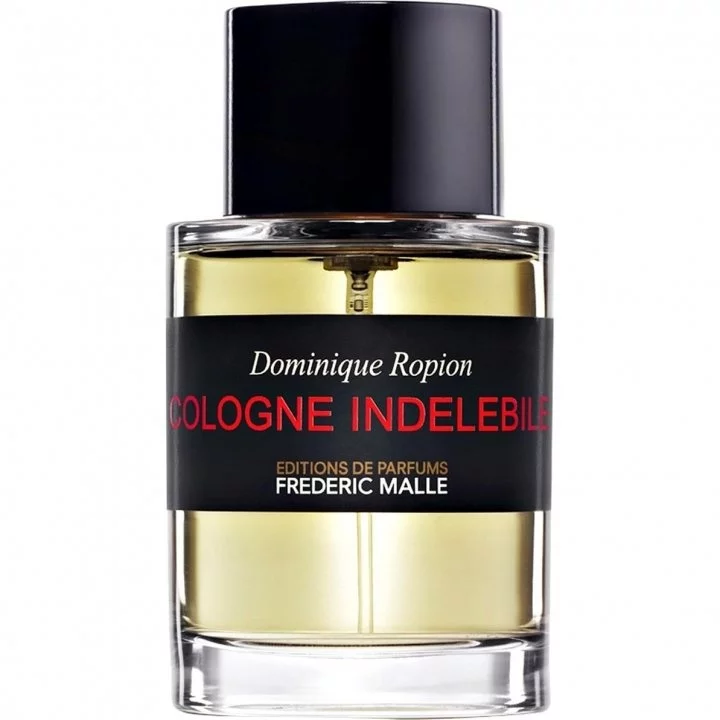 Dominique Ropion
COLOGNE INDELEBILE
EDITIONS DE PARFUMS
FREDERIC MALLE